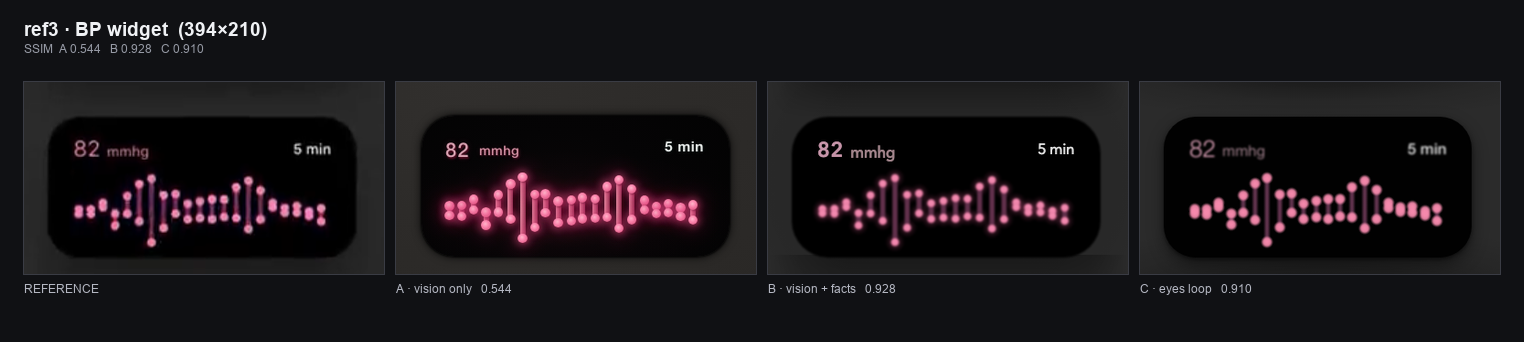 ref3 · BP widget (394×210)
SSIM A 0.544 B 0.928 C 0.910
82 mmhg 5 min
82 mmhg 5 min
82 mmhg 5 min
82 mmhg 5 min
REFERENCE
A · vision only 0.544
B · vision + facts 0.928
C · eyes loop 0.910